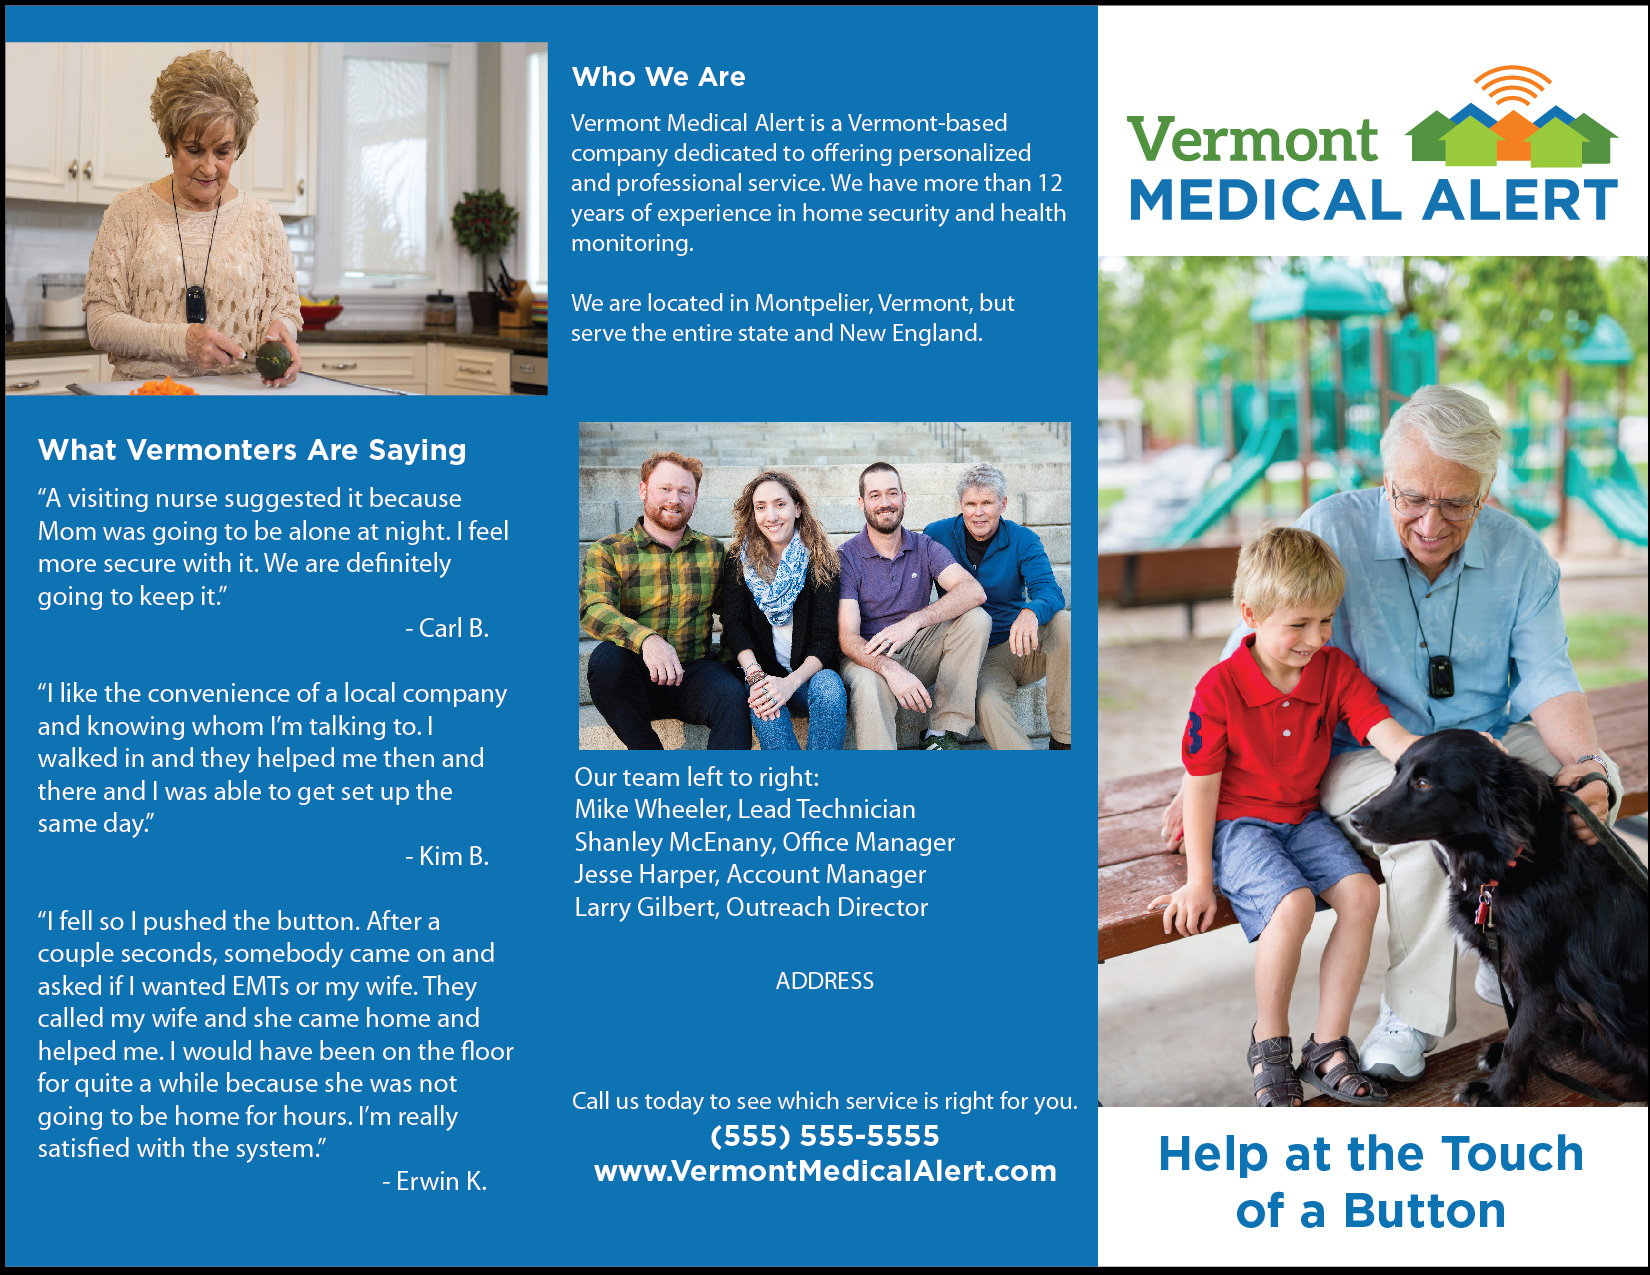 What Vermonters Are Saying
“A visiting nurse suggested it because
Mom was going to be alone at night. I feel
more secure with it. We are definitely
going to keep it.”
- Carl B.
“I like the convenience of a local company
and knowing whom I’m talking to. I
walked in and they helped me then and
there and I was able to get set up the
same day.”
- Kim B.
“I fell so I pushed the button. After a
couple seconds, somebody came on and
asked if I wanted EMTs or my wife. They
called my wife and she came home and
helped me. I would have been on the floor
for quite a while because she was not
going to be home for hours. I’m really
satisfied with the system.”
- Erwin K.
Who We Are
Vermont Medical Alert is a Vermont-based
company dedicated to offering personalized
and professional service. We have more than 12
years of experience in home security and health
monitoring.
We are located in Montpelier, Vermont, but
serve the entire state and New England.
Our team left to right:
Mike Wheeler, Lead Technician
Shanley McEnany, Office Manager
Jesse Harper, Account Manager
Larry Gilbert, Outreach Director
ADDRESS
Call us today to see which service is right for you.
(555) 555-5555
www.VermontMedicalAlert.com
Vermont
MEDICAL ALERT
3
Help at the Touch
of a Button